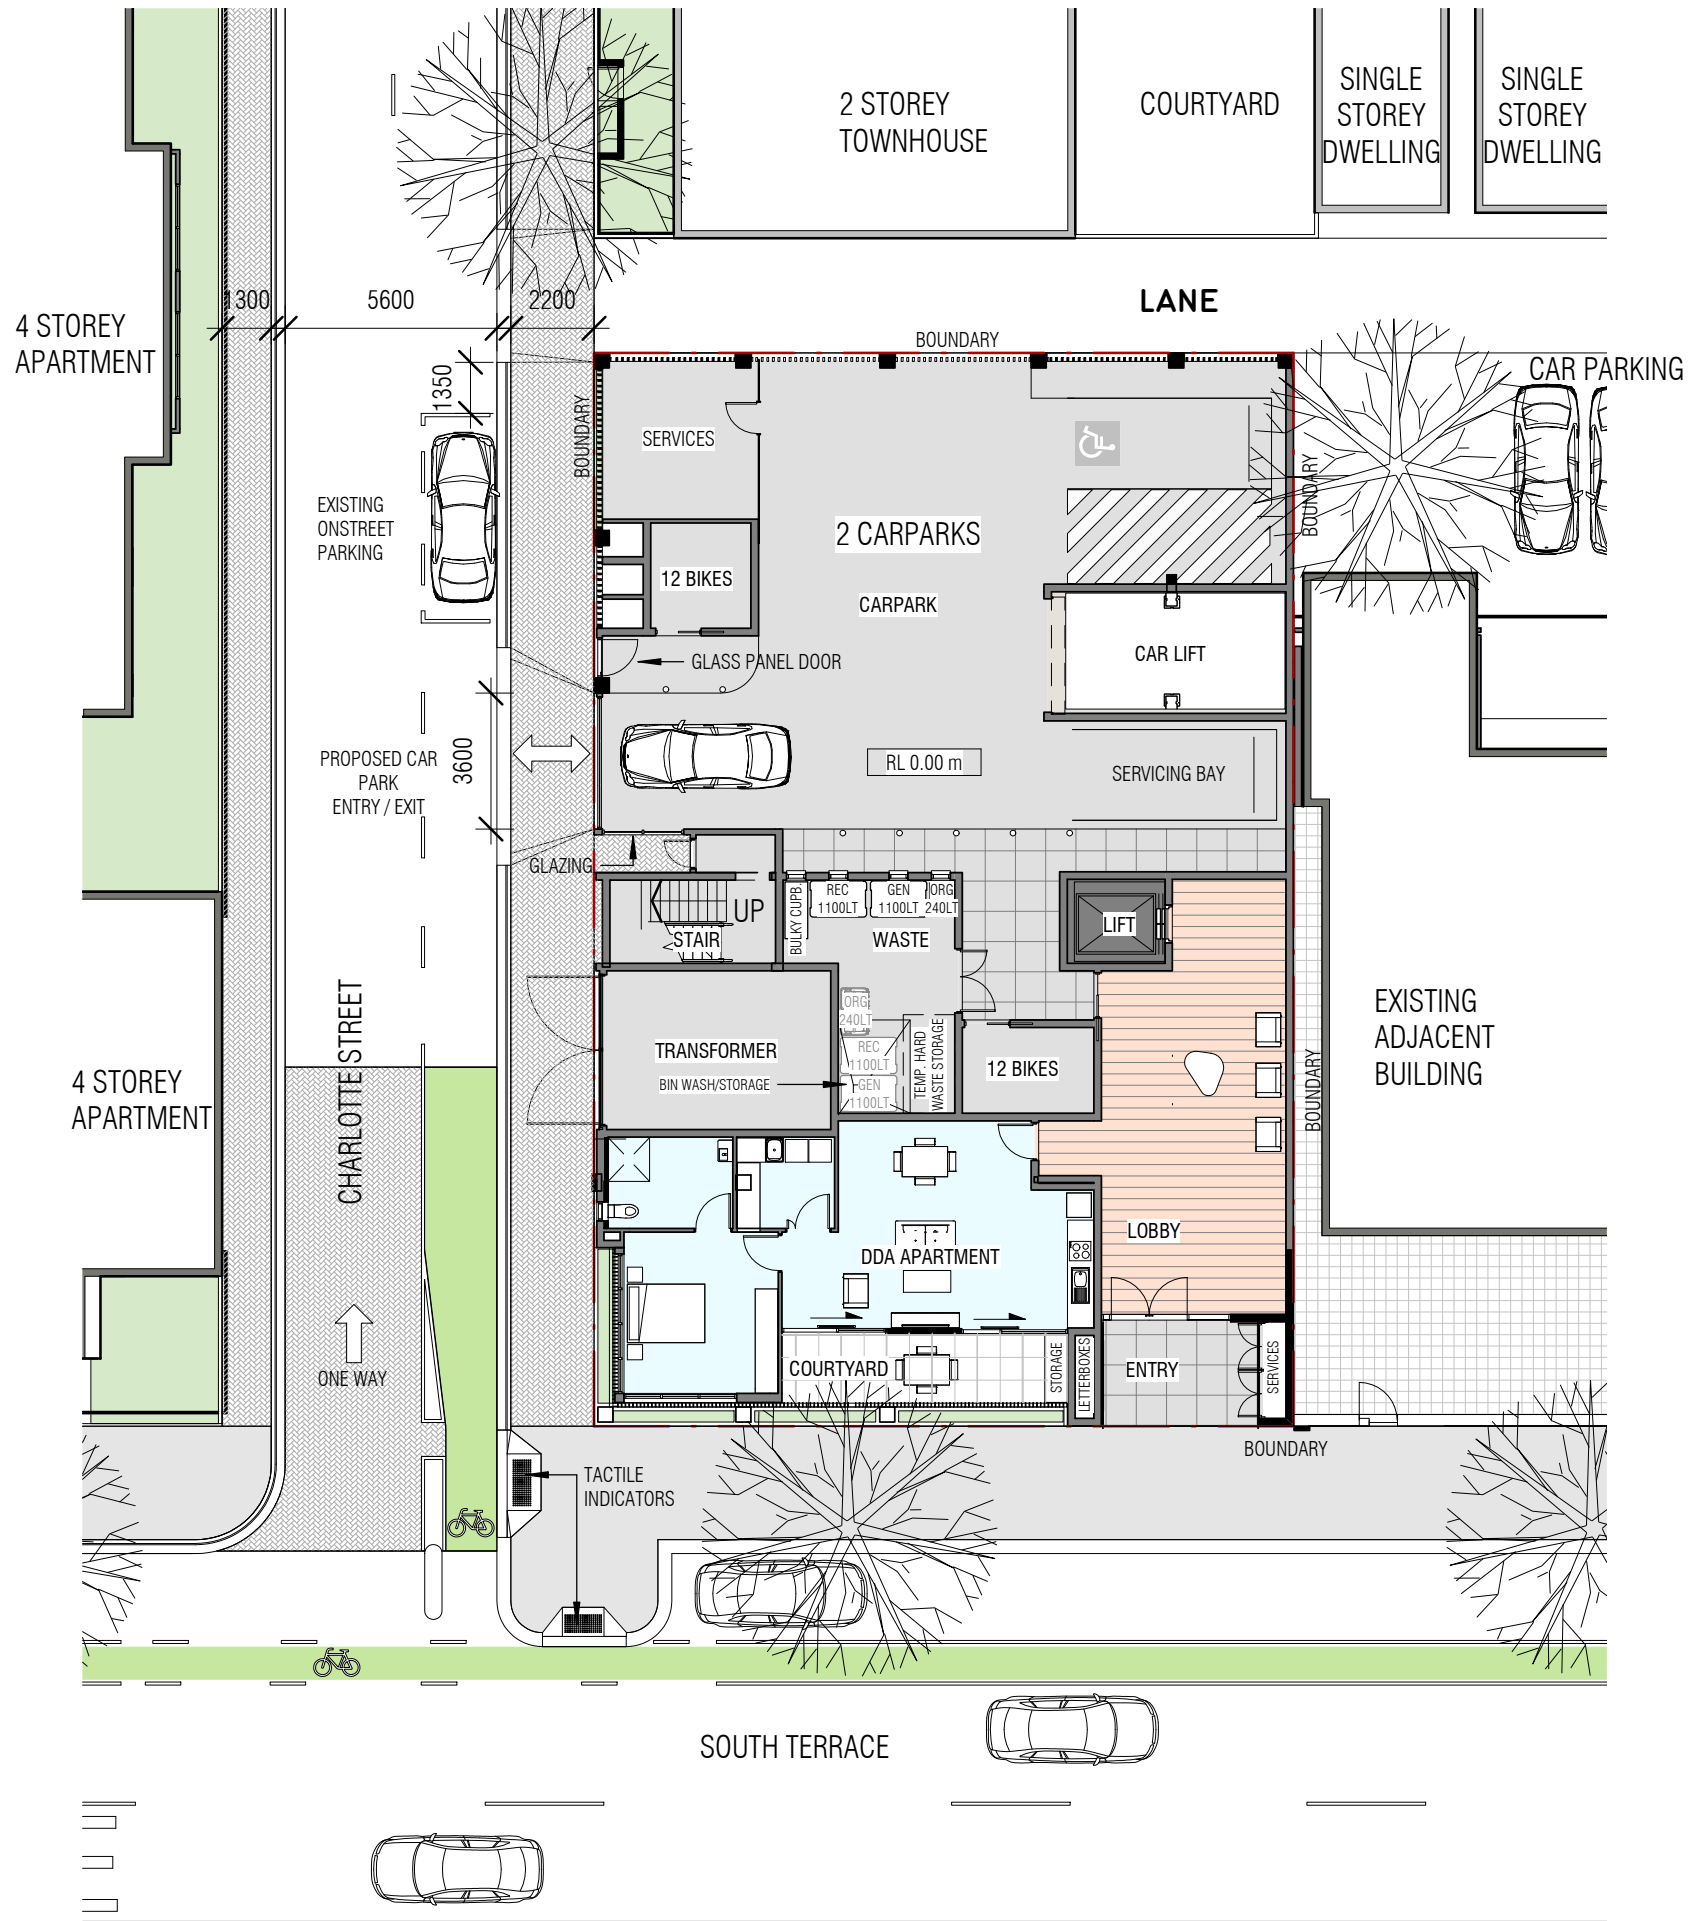 2 STOREY
TOWNHOUSE
COURTYARD
SINGLE
STOREY
DWELLING
SINGLE
STOREY
DWELLING
1300
5600
2200
LANE
4 STOREY
APARTMENT
BOUNDARY
CAR PARKING
1350
BOUNDARY
SERVICES
BOUNDARY
EXISTING
ONSTREET
PARKING
2 CARPARKS
12 BIKES
CARPARK
GLASS PANEL DOOR
CAR LIFT
PROPOSED CAR
PARK
ENTRY / EXIT
3600
RL 0.00 m
SERVICING BAY
GLAZING
UP
STAIR
BULKY CUPB.
REC
1100LT
GEN
1100LT
ORG
240LT
WASTE
LIFT
CHARLOTTE STREET
ORG
240LT
EXISTING
ADJACENT
BUILDING
TRANSFORMER
REC
1100LT
TEMP. HARD
WASTE STORAGE
12 BIKES
BIN WASH/STORAGE
GEN
1100LT
BOUNDARY
4 STOREY
APARTMENT
LOBBY
DDA APARTMENT
ONE WAY
COURTYARD
STORAGE
LETTERBOXES
ENTRY
SERVICES
BOUNDARY
TACTILE
INDICATORS
SOUTH TERRACE